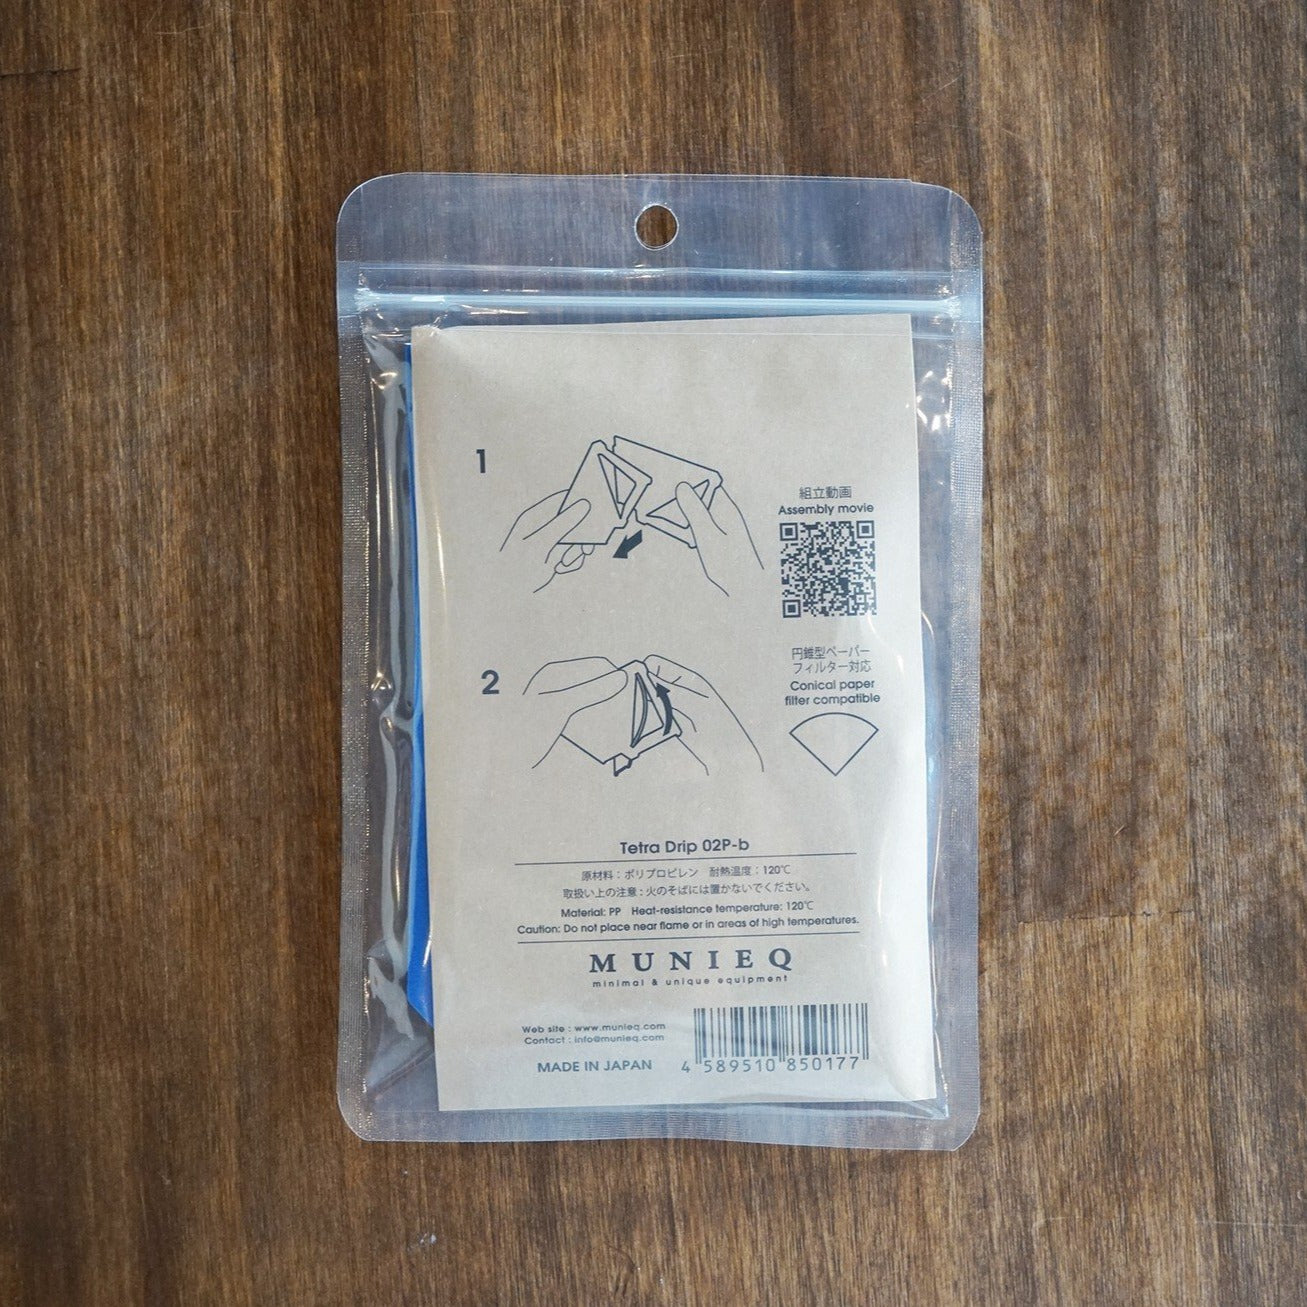 1
組立動画
Assembly movie
2
円錐型ペーパー
フィルター対応
Conical paper
filter compatible
Tetra Drip 02P-b
原材料：ポリプロピレン　耐熱温度：120℃
取扱い上の注意：火のそばには置かないでください。
Material: PP　Heat-resistance temperature: 120℃
Caution: Do not place near flame or in areas of high temperatures.
MUNIEQ
minimal & unique equipment
Web site : www.munieq.com
Contact : info@munieq.com
MADE IN JAPAN
4 589510 850177